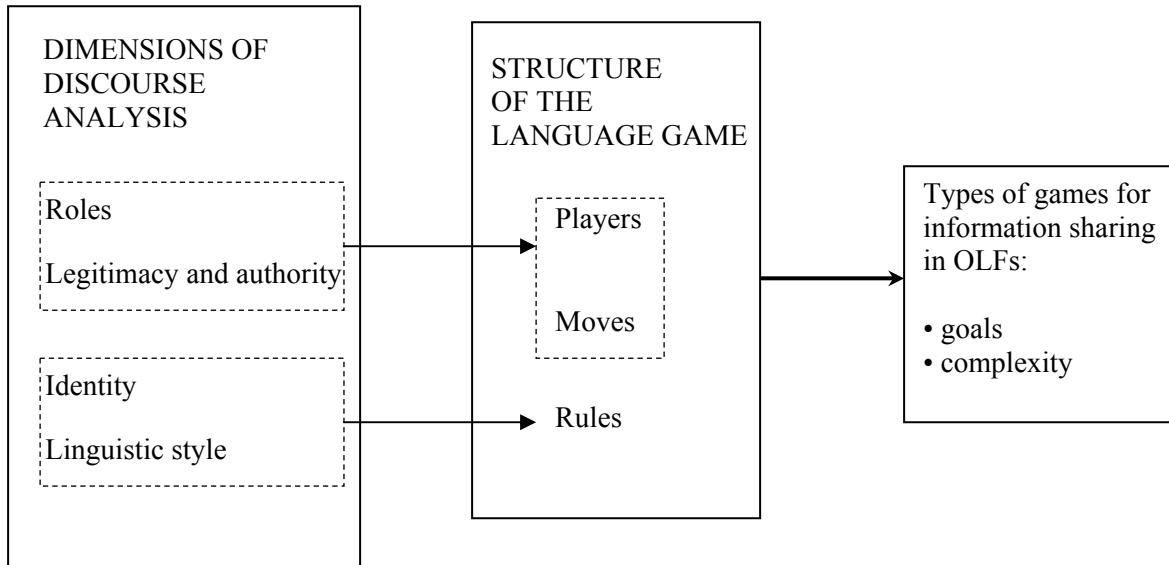 DIMENSIONS OF
DISCOURSE
ANALYSIS
Roles
Legitimacy and authority
Identity
Linguistic style
STRUCTURE
OF THE
LANGUAGE GAME
Players
Moves
Rules
Types of games for
information sharing
in OLFs:
• goals
• complexity